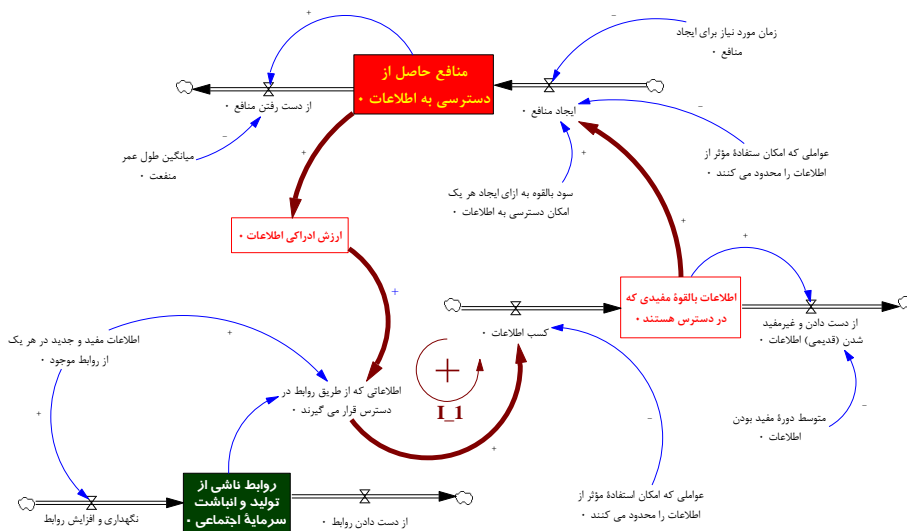 زمان مورد نیاز برای ایجاد
منافع ۰
منافع حاصل از
دسترسی به اطلاعات ۰
ایجاد منافع ۰
از دست رفتن منافع ۰
میانگین طول عمر
منفعت ۰
عواملی که امکان ستفادهٔ مؤثر از
اطلاعات را محدود می کنند ۰
سود بالقوه به ازای ایجاد هر یک
امکان دسترسی به اطلاعات ۰
ارزش ادراکی اطلاعات ۰
اطلاعات بالقوهٔ مفیدی که
در دسترس هستند ۰
کسب اطلاعات ۰
از دست دادن و غیرمفید
شدن (قدیمی) اطلاعات ۰
اطلاعات مفید و جدید در هر یک
از روابط موجود ۰
اطلاعاتی که از طریق روابط در
دسترس قرار می گیرند ۰
+
I_1
متوسط دورهٔ مفید بودن
اطلاعات ۰
روابط ناشی از
تولید و انباشت
سرمایهٔ اجتماعی ۰
عواملی که امکان استفادهٔ مؤثر از
اطلاعات را محدود می کنند ۰
نگهداری و افزایش روابط
از دست دادن روابط ۰